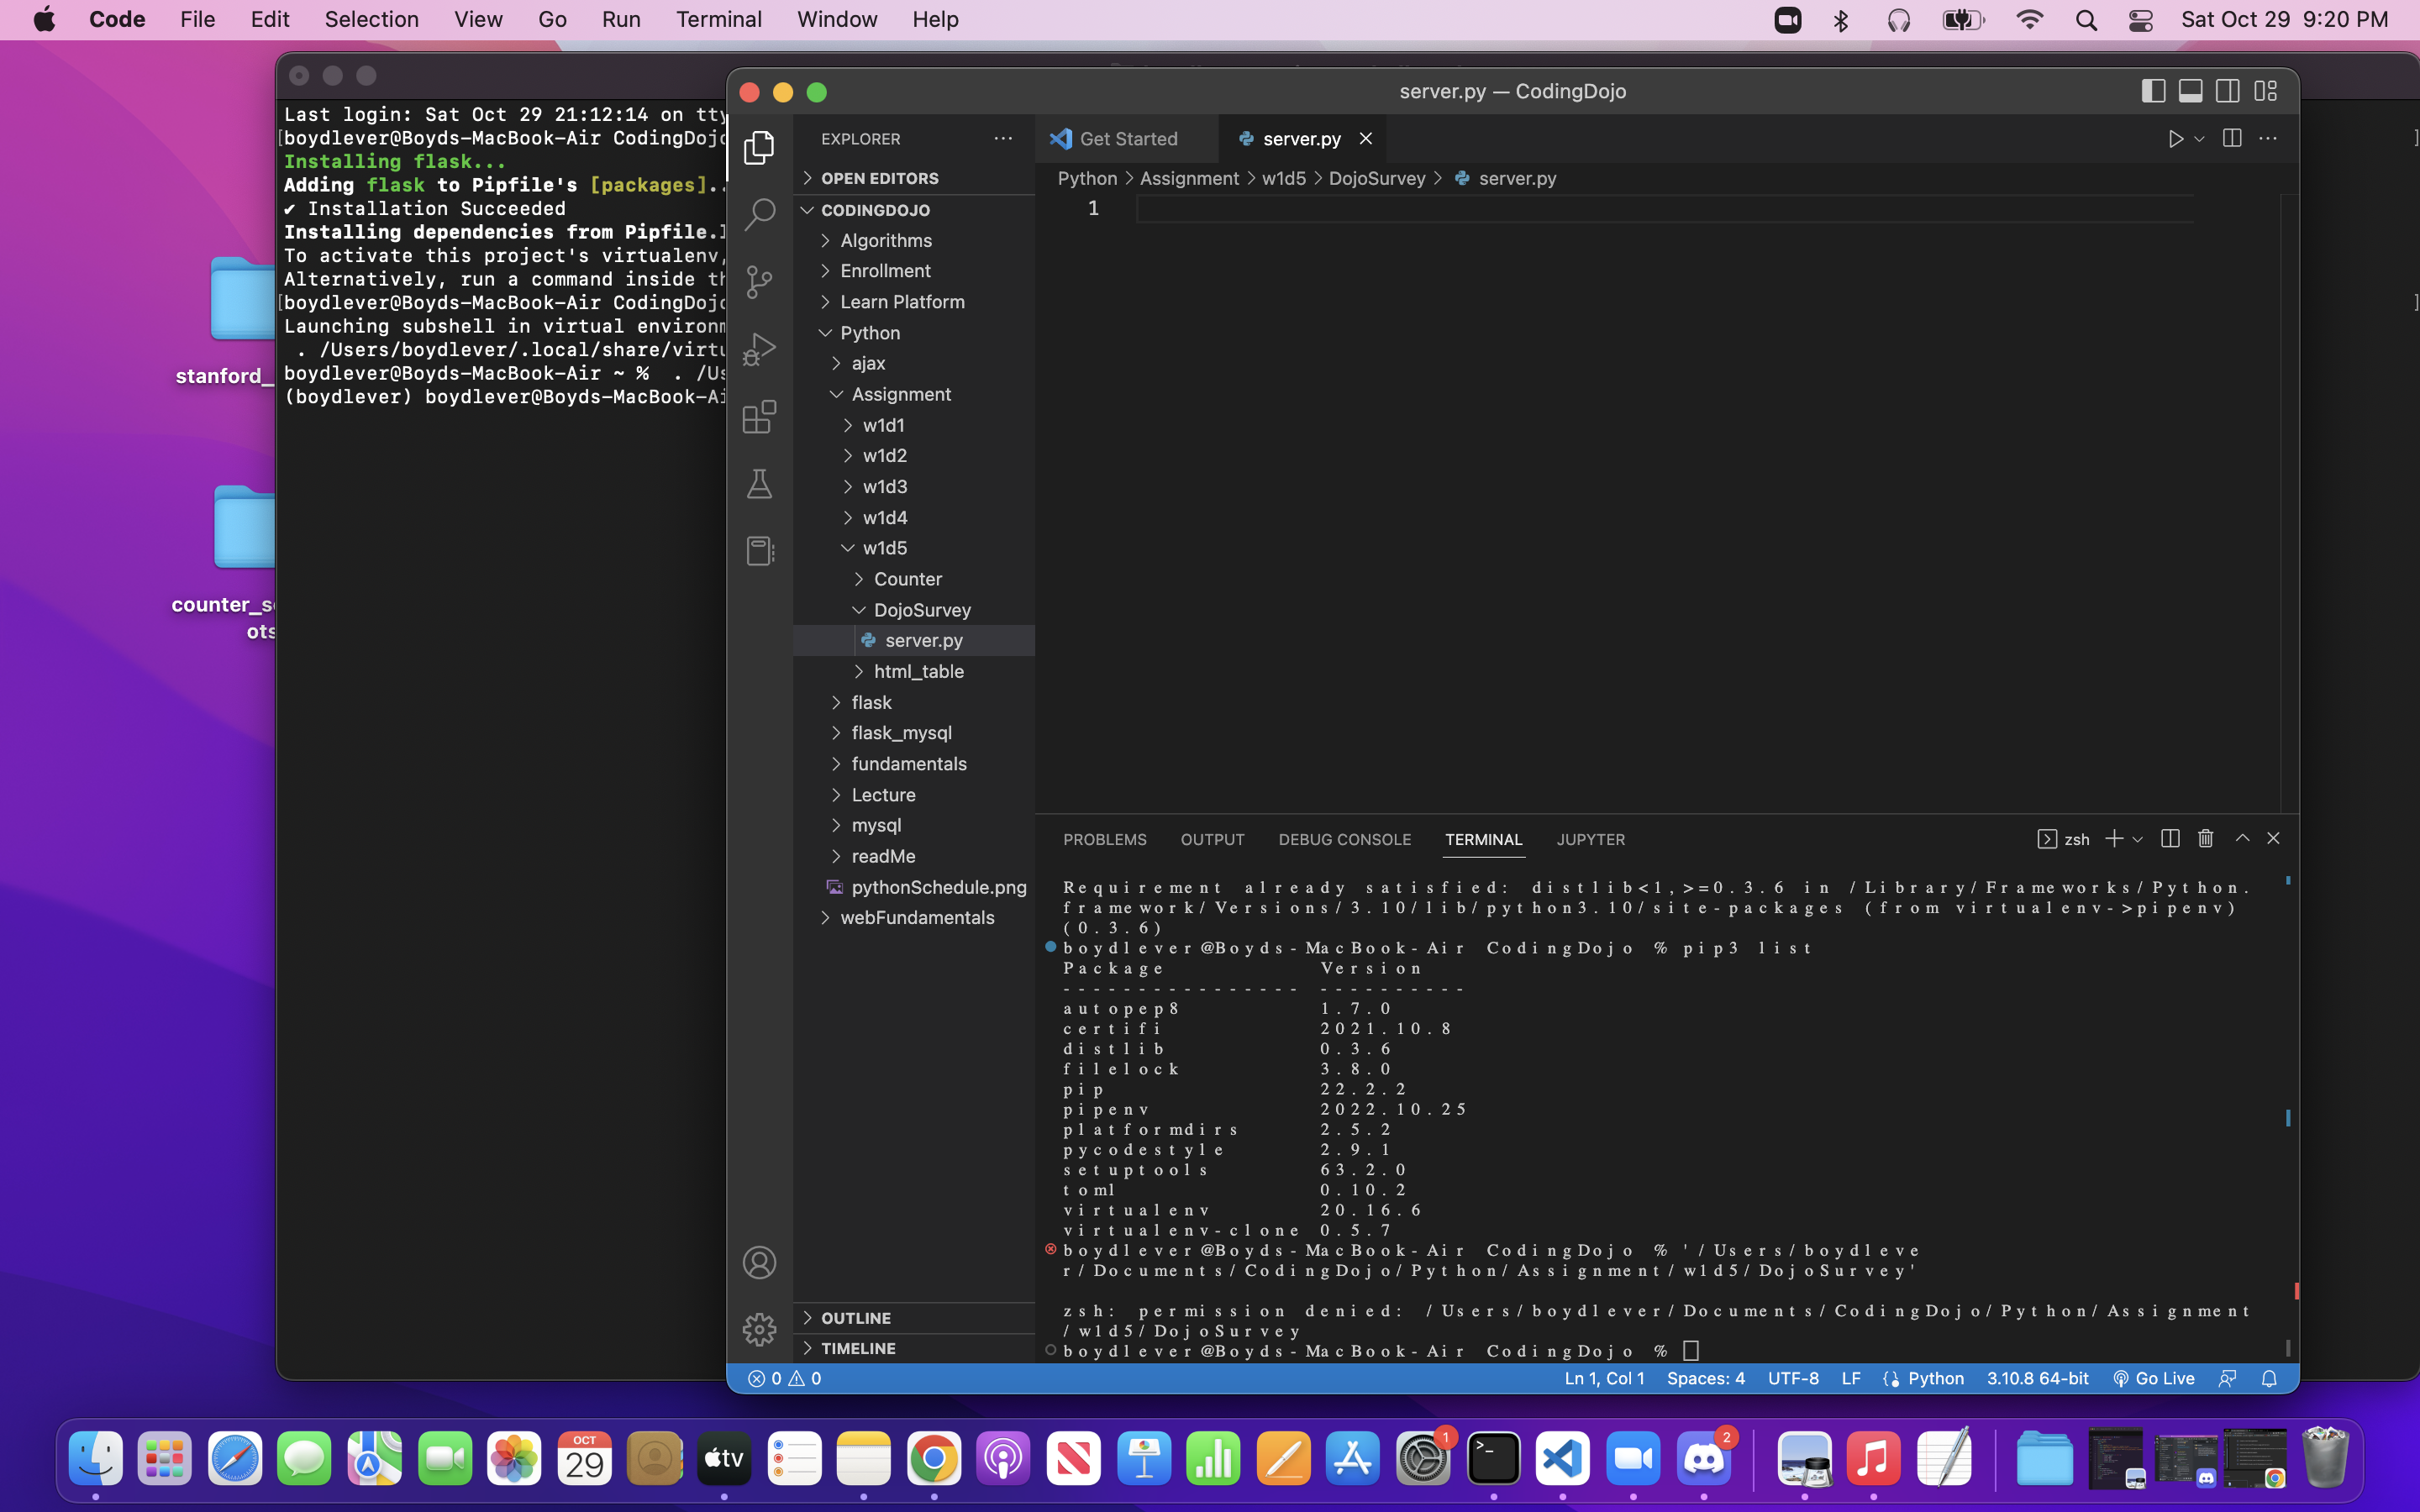 Code File Edit Selection View Go Run Terminal Window Help
Sat Oct 29 9:20 PM
stanford_
counter_s
ots
Last login: Sat Oct 29 21:12:14 on tty
[boydlever@Boyds-MacBook-Air CodingDojo
Installing flask...
Adding flask to Pipfile's [packages]..
✔ Installation Succeeded
Installing dependencies from Pipfile.l
To activate this project's virtualenv,
Alternatively, run a command inside th
[boydlever@Boyds-MacBook-Air CodingDojo
Launching subshell in virtual environm
. /Users/boydlever/.local/share/virtu
boydlever@Boyds-MacBook-Air ~ % . /Us
(boydlever) boydlever@Boyds-MacBook-Ai
]
]
server.py — CodingDojo
EXPLORER
OPEN EDITORS
CODINGDOJO
Algorithms
Enrollment
Learn Platform
Python
ajax
Assignment
w1d1
w1d2
w1d3
w1d4
w1d5
Counter
DojoSurvey
server.py
html_table
flask
flask_mysql
fundamentals
Lecture
mysql
readMe
pythonSchedule.png
webFundamentals
OUTLINE
TIMELINE
Get Started server.py
Python > Assignment > w1d5 > DojoSurvey > server.py
1
PROBLEMS OUTPUT DEBUG CONSOLE TERMINAL JUPYTER
zsh
Requirement already satisfied: distlib<1,>=0.3.6 in /Library/Frameworks/Python.
framework/Versions/3.10/lib/python3.10/site-packages (from virtualenv->pipenv)
(0.3.6)
boydlever@Boyds-MacBook-Air CodingDojo % pip3 list
Package Version
--------------- ----------
autopep8 1.7.0
certifi 2021.10.8
distlib 0.3.6
filelock 3.8.0
pip 22.2.2
pipenv 2022.10.25
platformdirs 2.5.2
pycodestyle 2.9.1
setuptools 63.2.0
toml 0.10.2
virtualenv 20.16.6
virtualenv-clone 0.5.7
boydlever@Boyds-MacBook-Air CodingDojo % '/Users/boydleve
r/Documents/CodingDojo/Python/Assignment/w1d5/DojoSurvey'
zsh: permission denied: /Users/boydlever/Documents/CodingDojo/Python/Assignment
/w1d5/DojoSurvey
boydlever@Boyds-MacBook-Air CodingDojo %
0 0
Ln 1, Col 1 Spaces: 4 UTF-8 LF Python 3.10.8 64-bit Go Live
OCT
29
tv
1
2